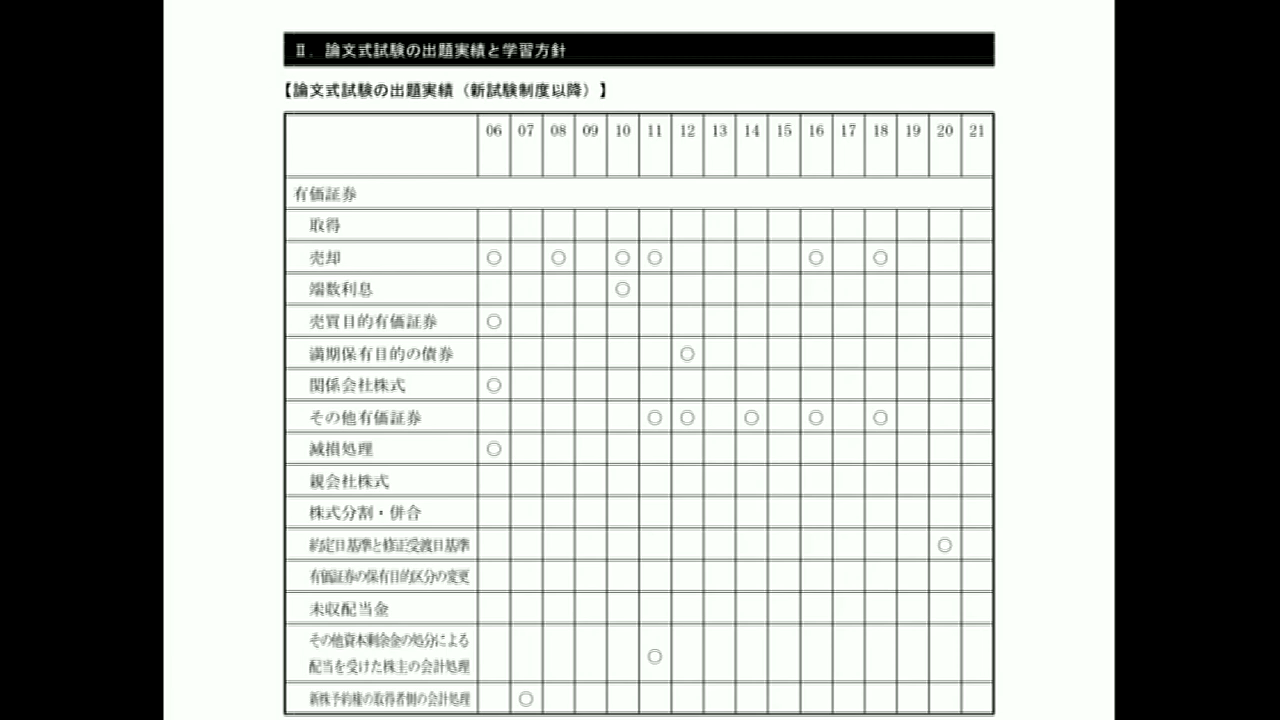 Ⅱ．論文式試験の出題実績と学習方針
【論文式試験の出題実績（新試験制度以降）】
06 07 08 09 10 11 12 13 14 15 16 17 18 19 20 21
有価証券
取得
売却 ○ ○ ○ ○ ○ ○
端数利息 ○
売買目的有価証券 ○
満期保有目的の債券 ○
関係会社株式 ○
その他有価証券 ○ ○ ○ ○ ○
減損処理 ○
親会社株式
株式分割・併合
約定日基準と修正受渡日基準 ○
有価証券の保有目的区分の変更
未収配当金
その他資本剰余金の処分による
配当を受けた株主の会計処理 ○
新株予約権の取得者側の会計処理 ○